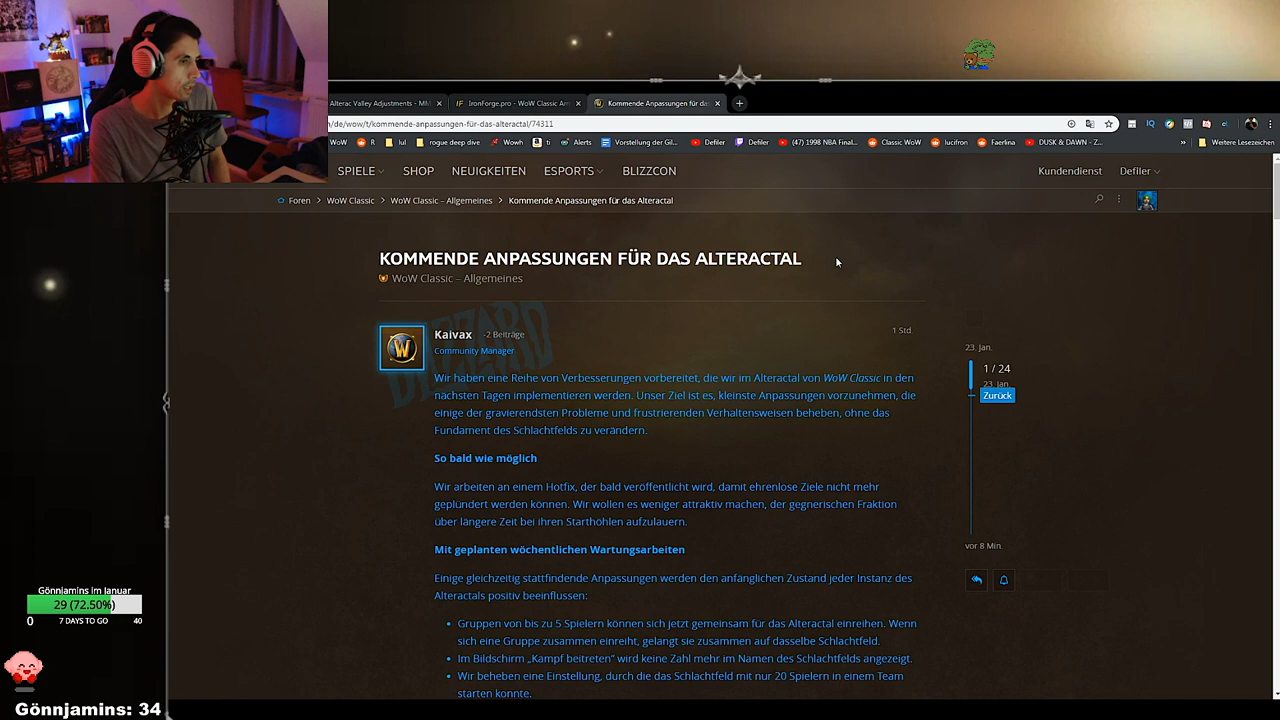 Alterac Valley Adjustments - MM
IronForge.pro - WoW Classic Ar
Kommende Anpassungen für das
n/de/wow/t/kommende-anpassungen-für-das-alteractal/74311
WoW
R
lul
rogue deep dive
Wowh
ti
Alerts
Vorstellung der Gil...
Defiler
Defiler
(47) 1998 NBA Final...
Classic WoW
lucifron
Faerlina
DUSK & DAWN - Z...
»
Weitere Lesezeichen
SPIELE
SHOP
NEUIGKEITEN
ESPORTS
BLIZZCON
Kundendienst
Defiler
Foren > WoW Classic > WoW Classic – Allgemeines > Kommende Anpassungen für das Alteractal
KOMMENDE ANPASSUNGEN FÜR DAS ALTERACTAL
WoW Classic – Allgemeines
Kaivax -2 Beiträge
1 Std.
Community Manager
BLIZZARD
Wir haben eine Reihe von Verbesserungen vorbereitet, die wir im Alteractal von WoW Classic in den
nächsten Tagen implementieren werden. Unser Ziel ist es, kleinste Anpassungen vorzunehmen, die
einige der gravierendsten Probleme und frustrierenden Verhaltensweisen beheben, ohne das
Fundament des Schlachtfelds zu verändern.
So bald wie möglich
Wir arbeiten an einem Hotfix, der bald veröffentlicht wird, damit ehrenlose Ziele nicht mehr
geplündert werden können. Wir wollen es weniger attraktiv machen, der gegnerischen Fraktion
über längere Zeit bei ihren Starthöhlen aufzulauern.
Mit geplanten wöchentlichen Wartungsarbeiten
Einige gleichzeitig stattfindende Anpassungen werden den anfänglichen Zustand jeder Instanz des
Alteractals positiv beeinflussen:
• Gruppen von bis zu 5 Spielern können sich jetzt gemeinsam für das Alteractal einreihen. Wenn
sich eine Gruppe zusammen einreiht, gelangt sie zusammen auf dasselbe Schlachtfeld.
• Im Bildschirm „Kampf beitreten“ wird keine Zahl mehr im Namen des Schlachtfelds angezeigt.
• Wir beheben eine Einstellung, durch die das Schlachtfeld mit nur 20 Spielern in einem Team
starten konnte.
23. Jan.
1 / 24
23. Jan.
Zurück
vor 8 Min.
Gönnjamins im Januar
29 (72.50%)
0 7 DAYS TO GO 40
Gönnjamins: 34